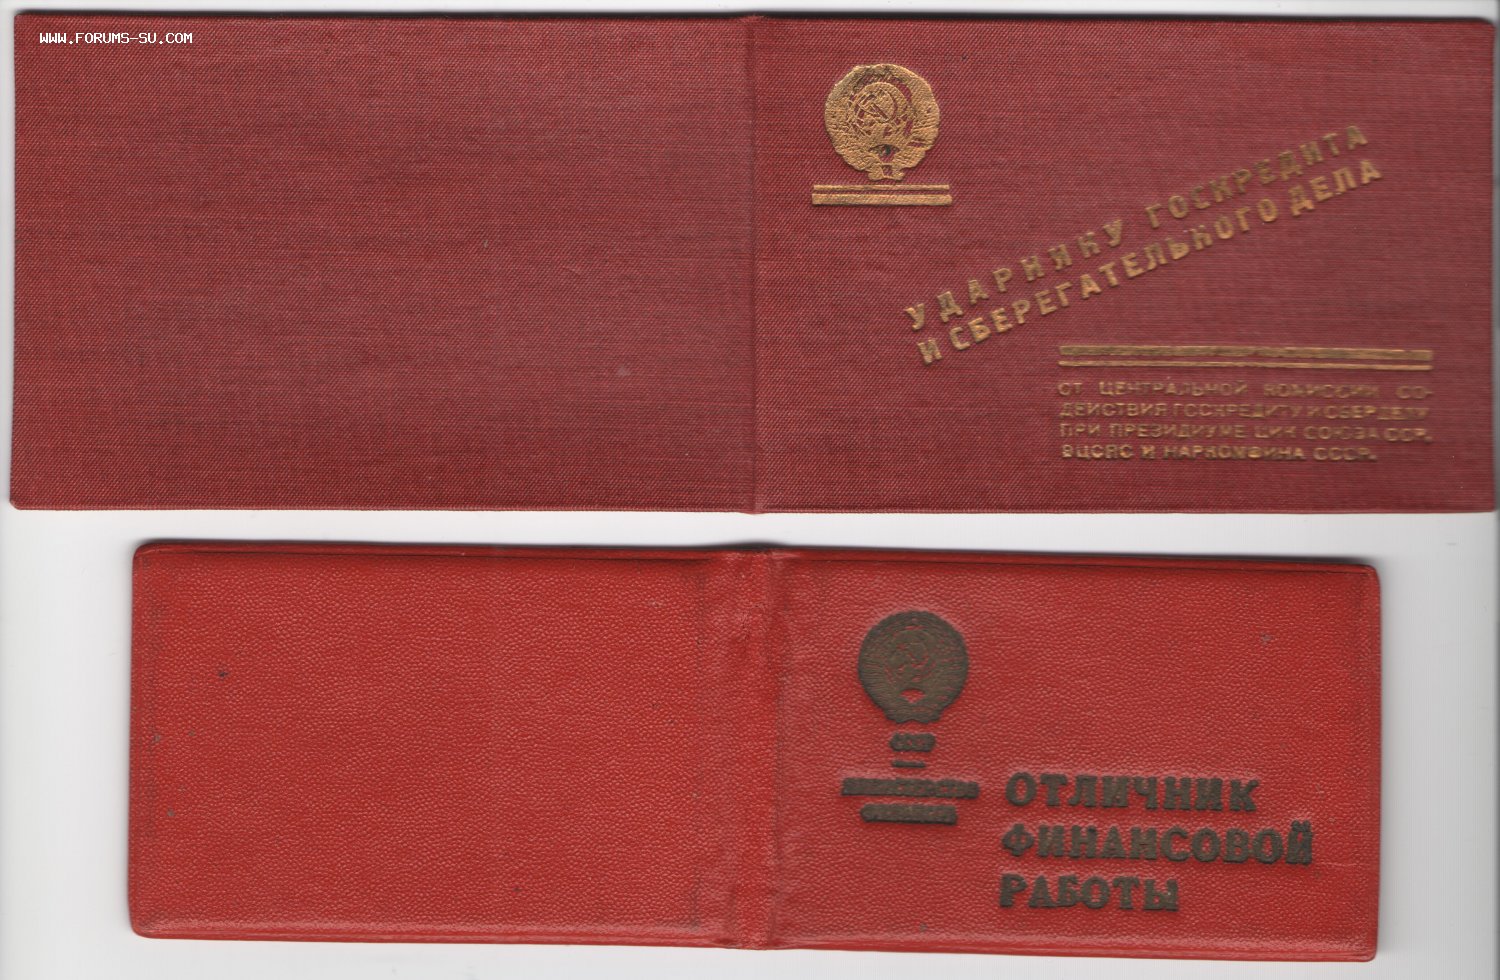 WWW.FORUMS-SU.COM
УДАРНИКУ ГОСКРЕДИТА
И СБЕРЕГАТЕЛЬНОГО ДЕЛА
ОТ ЦЕНТРАЛЬНОЙ КОМИССИИ СО-
ДЕЙСТВИЯ ГОСКРЕДИТУ И СБЕРДЕЛУ
ПРИ ПРЕЗИДИУМЕ ЦИК СОЮЗА ССР,
ВЦСПС И НАРКОМФИНА СССР.
СССР
МИНИСТЕРСТВО
ФИНАНСОВ
ОТЛИЧНИК
ФИНАНСОВОЙ
РАБОТЫ